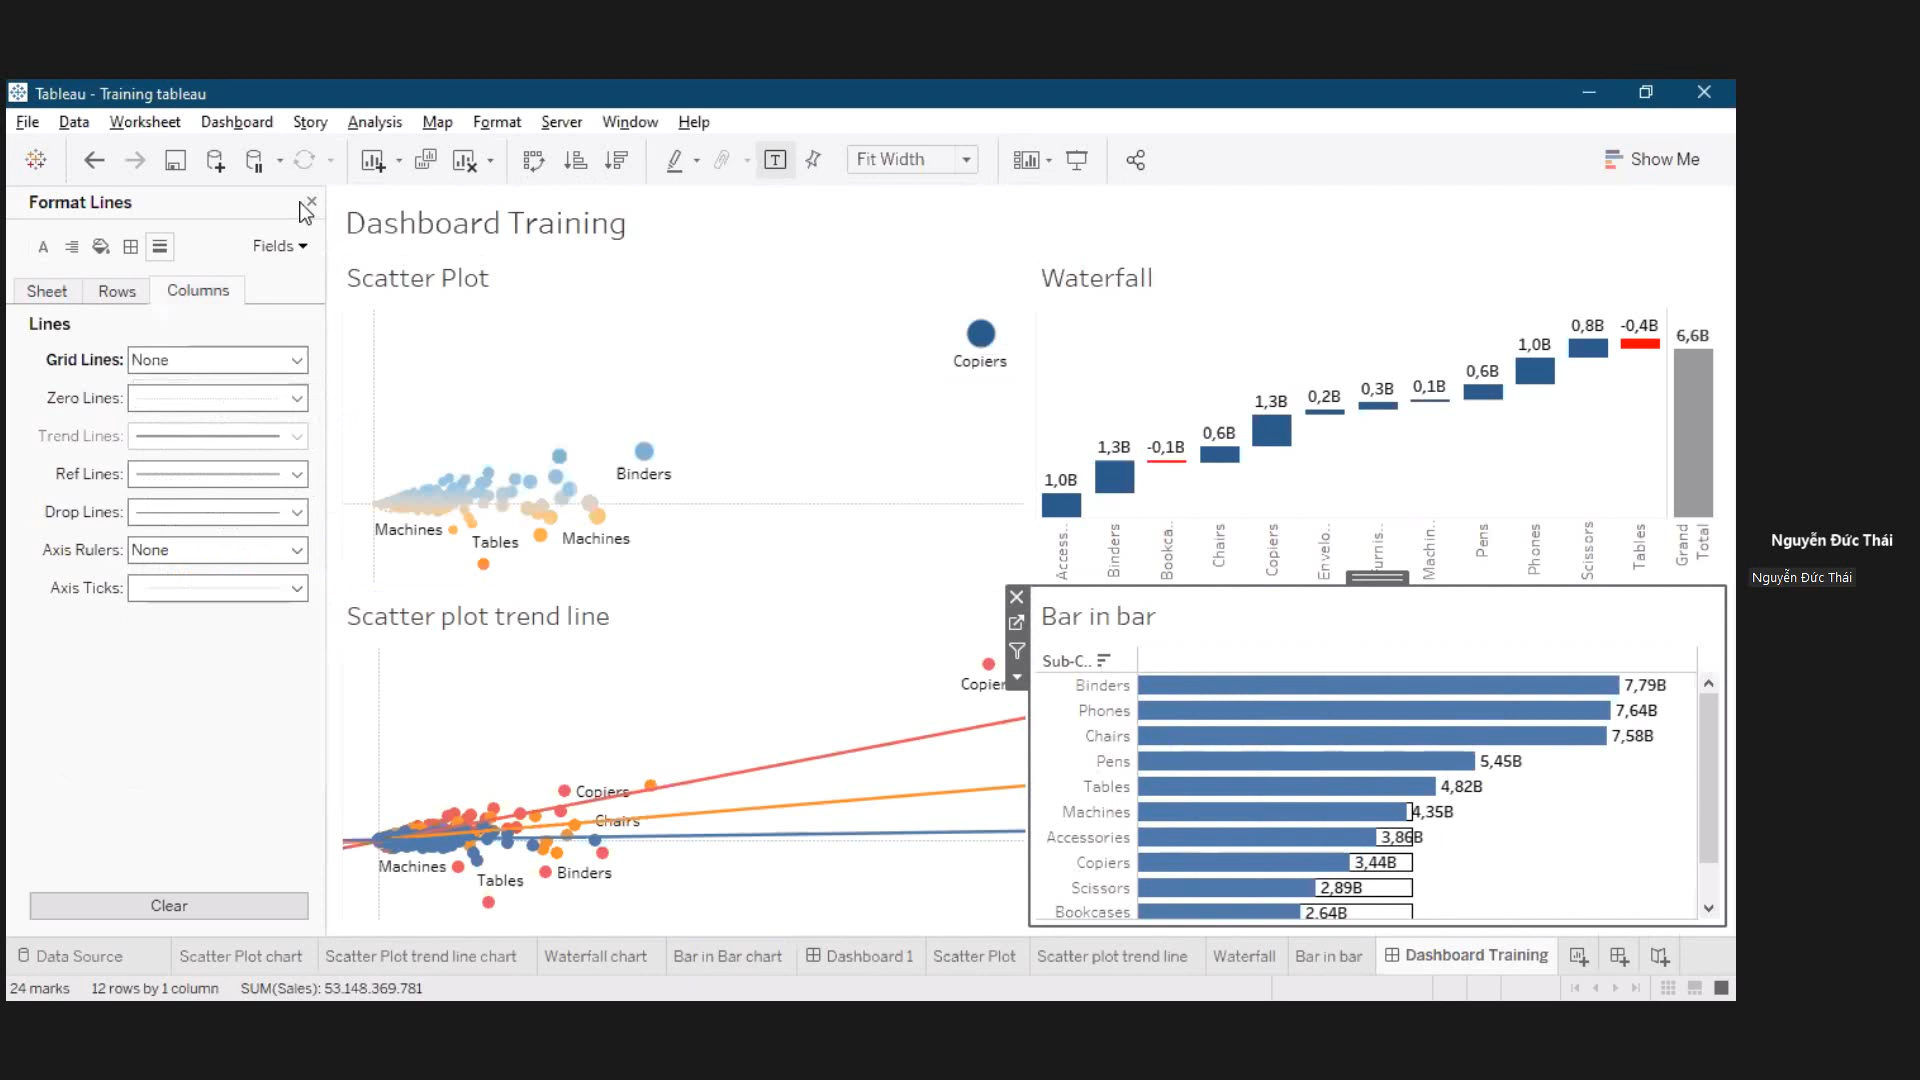 Tableau - Training tableau
File Data Worksheet Dashboard Story Analysis Map Format Server Window Help
Fit Width
Show Me
Format Lines
Fields
Sheet Rows Columns
Lines
Grid Lines: None
Zero Lines:
Trend Lines:
Ref Lines:
Drop Lines:
Axis Rulers: None
Axis Ticks:
Clear
Dashboard Training
Scatter Plot
Copiers
Binders
Machines
Tables
Machines
Waterfall
1,0B
1,3B
-0,1B
0,6B
1,3B
0,2B
0,3B
0,1B
0,6B
1,0B
0,8B
-0,4B
6,6B
Access..
Binders
Bookca..
Chairs
Copiers
Envelo..
urnis..
Machin..
Pens
Phones
Scissors
Tables
Grand Total
Scatter plot trend line
Copier
Copiers
Chairs
Machines
Tables
Binders
Bar in bar
Sub-C..
Binders 7,79B
Phones 7,64B
Chairs 7,58B
Pens 5,45B
Tables 4,82B
Machines 4,35B
Accessories 3,86B
Copiers 3,44B
Scissors 2,89B
Bookcases 2,64B
Nguyễn Đức Thái
Nguyễn Đức Thái
Data Source Scatter Plot chart Scatter Plot trend line chart Waterfall chart Bar in Bar chart Dashboard 1 Scatter Plot Scatter plot trend line Waterfall Bar in bar Dashboard Training
24 marks 12 rows by 1 column SUM(Sales): 53.148.369.781